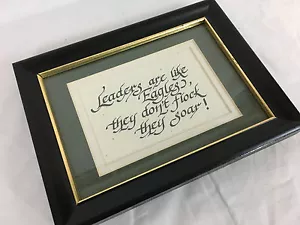 Leaders are like
Eagles,
they don't flock
they soar!